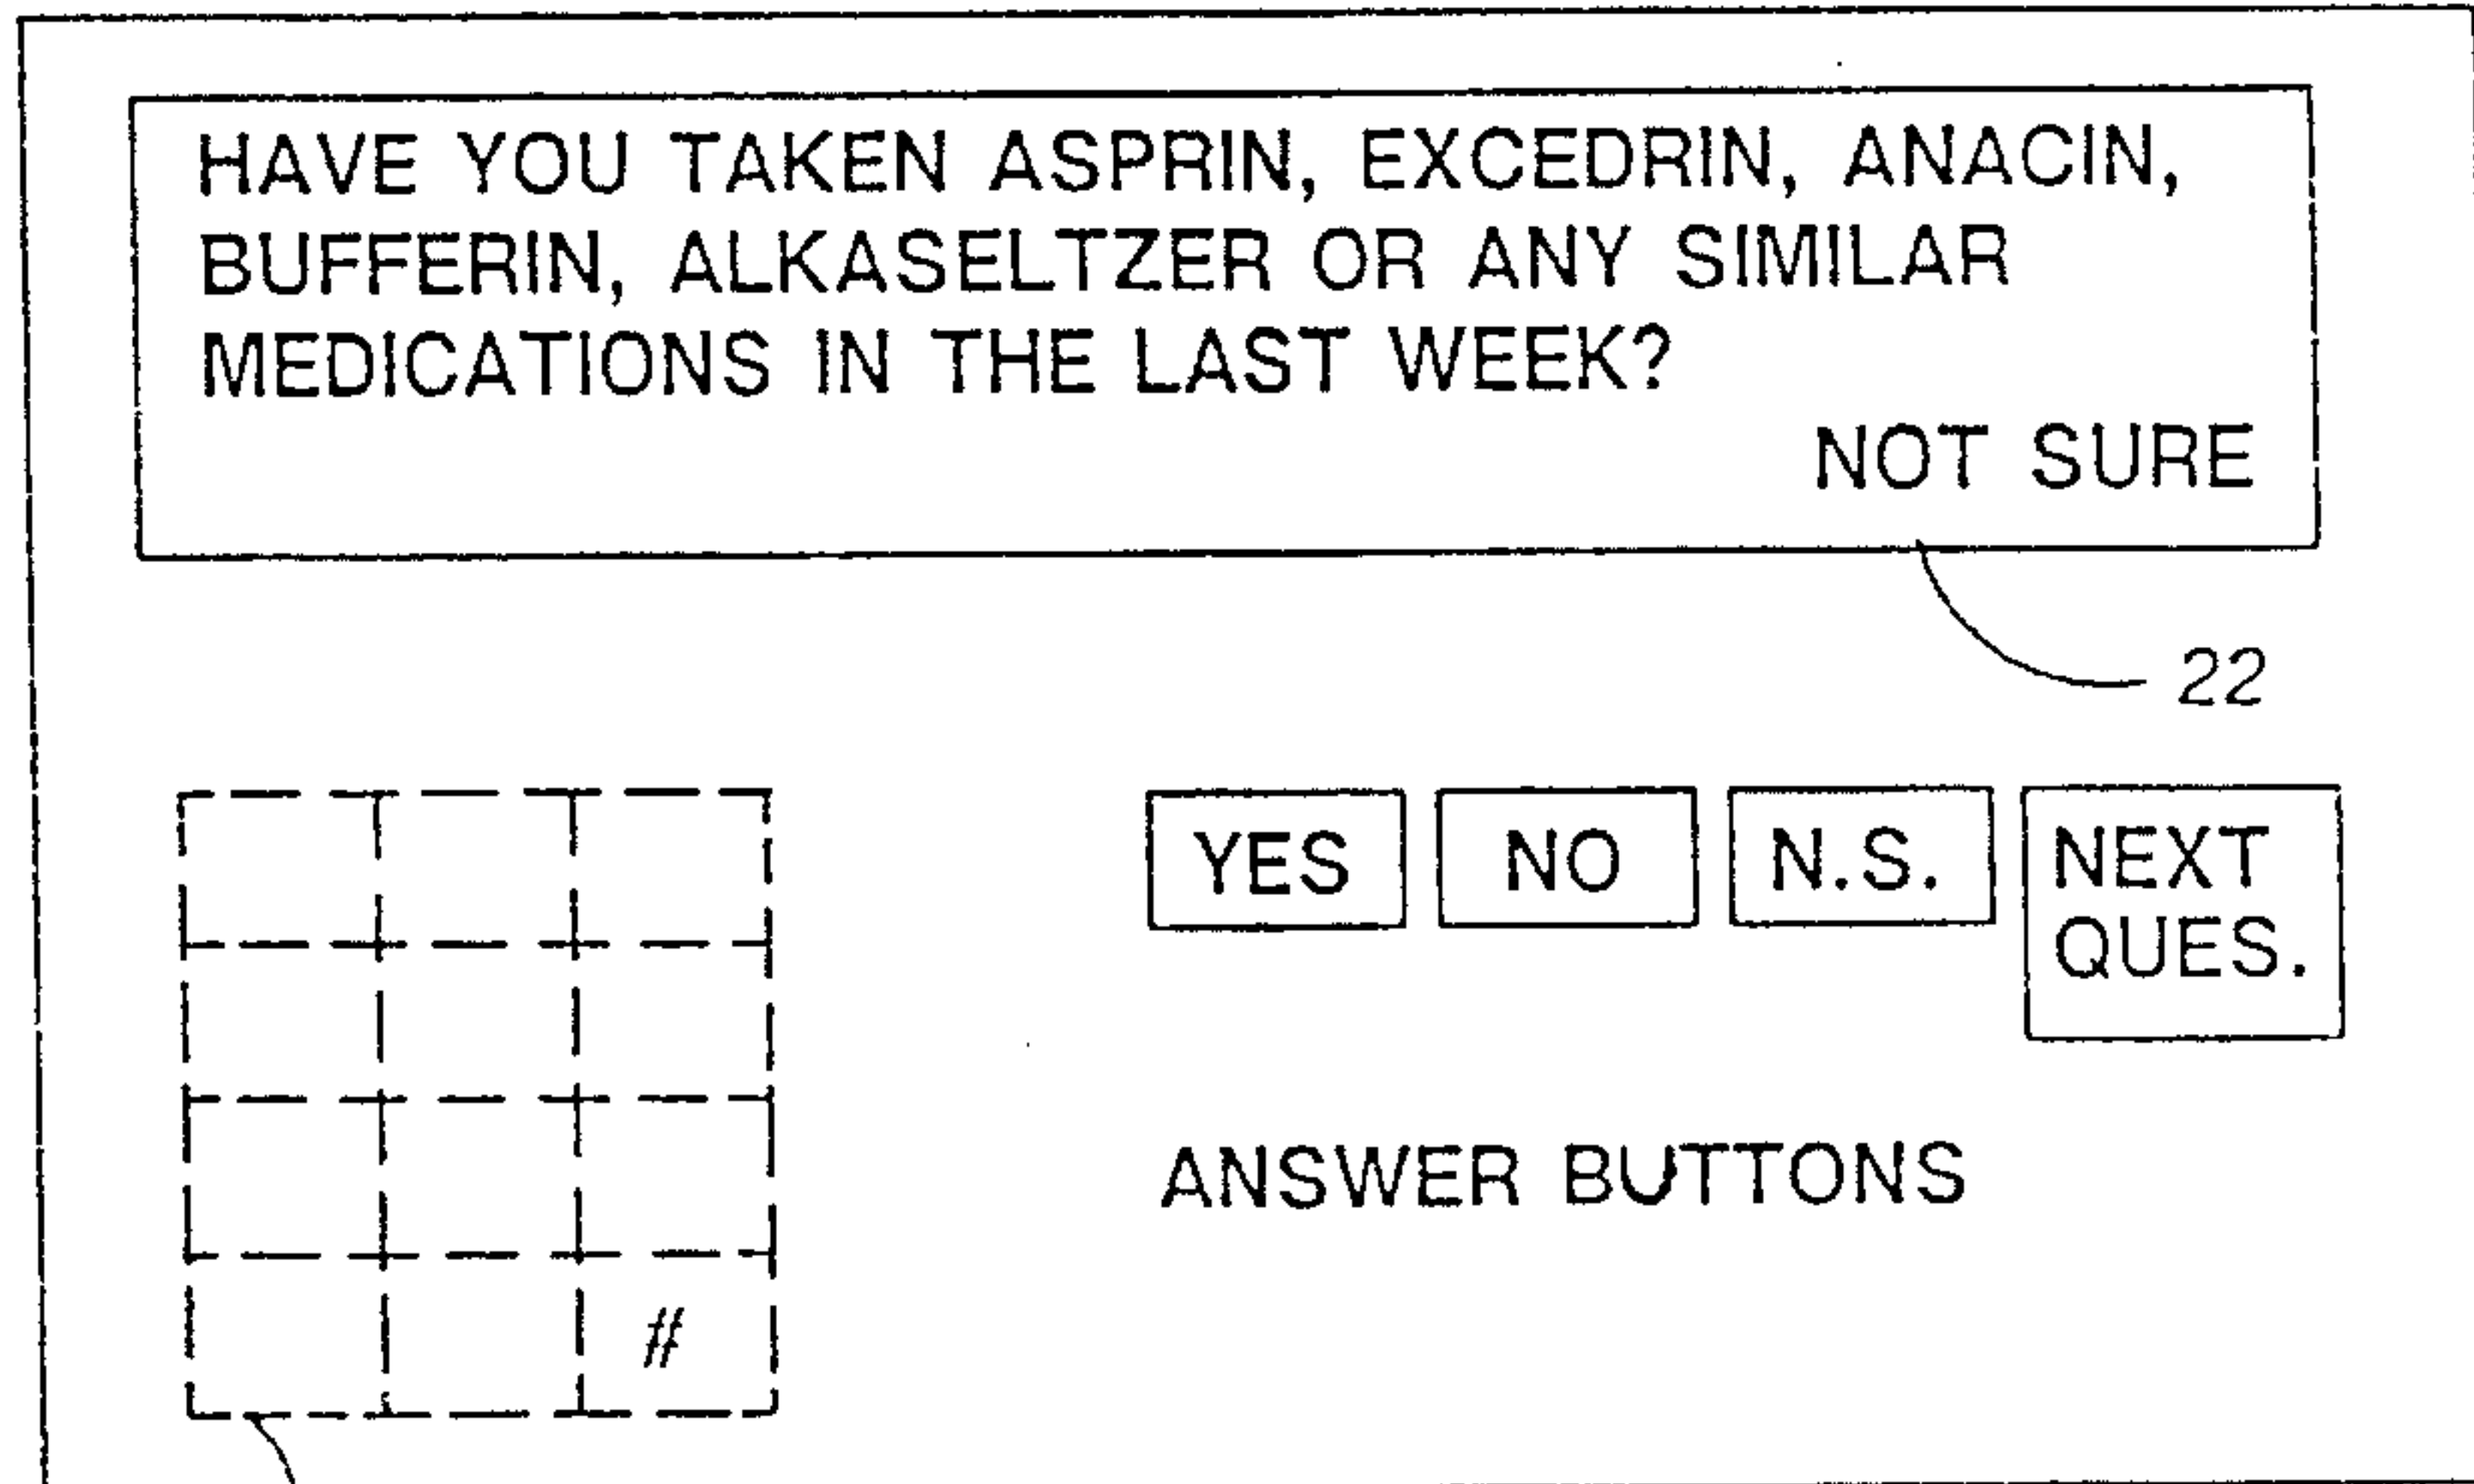 HAVE YOU TAKEN ASPRIN, EXCEDRIN, ANACIN,
BUFFERIN, ALKASELTZER OR ANY SIMILAR
MEDICATIONS IN THE LAST WEEK?
NOT SURE
22
YES NO N.S. NEXT
QUES.
ANSWER BUTTONS
#